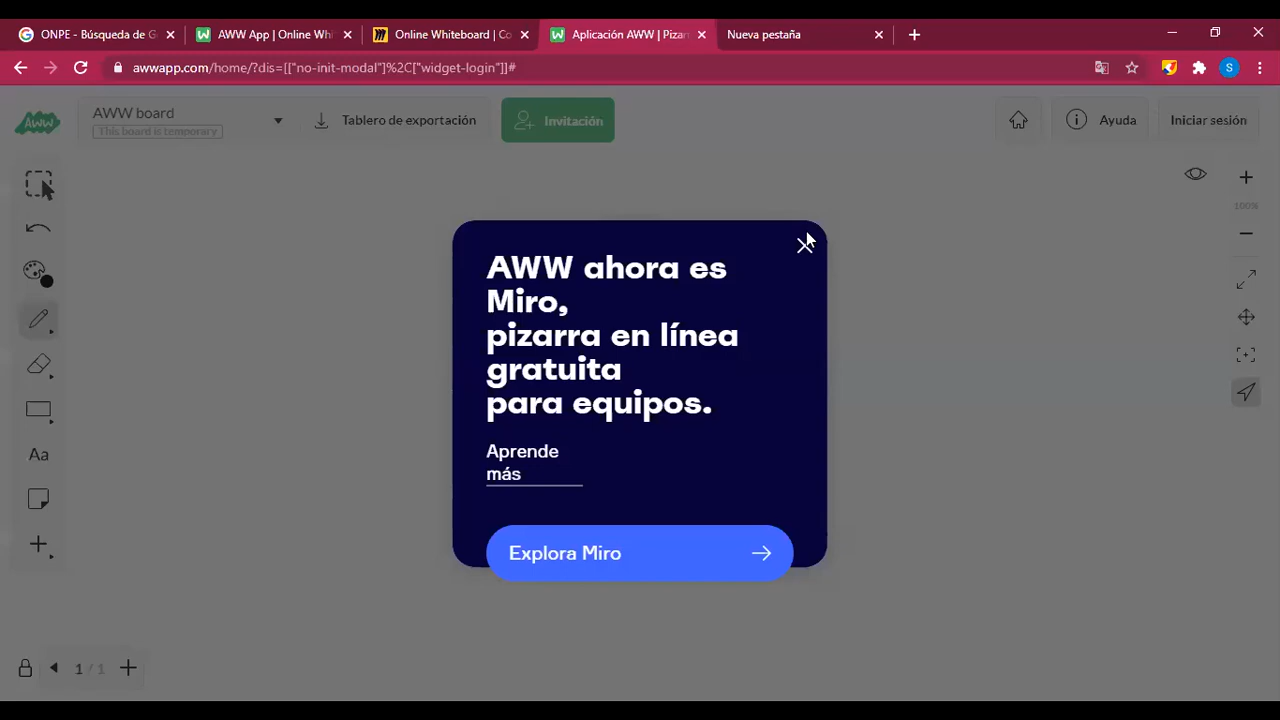 ONPE - Búsqueda de G
AWW App | Online Whi
Online Whiteboard | Co
Aplicación AWW | Pizar
Nueva pestaña
awwapp.com/home/?dis=[["no-init-modal"]%2C["widget-login"]]#
S
AWW
AWW board
This board is temporary
Tablero de exportación
Invitación
Ayuda
Iniciar sesión
100%
AWW ahora es
Miro,
pizarra en línea
gratuita
para equipos.
Aprende
más
Explora Miro
Aa
1 / 1